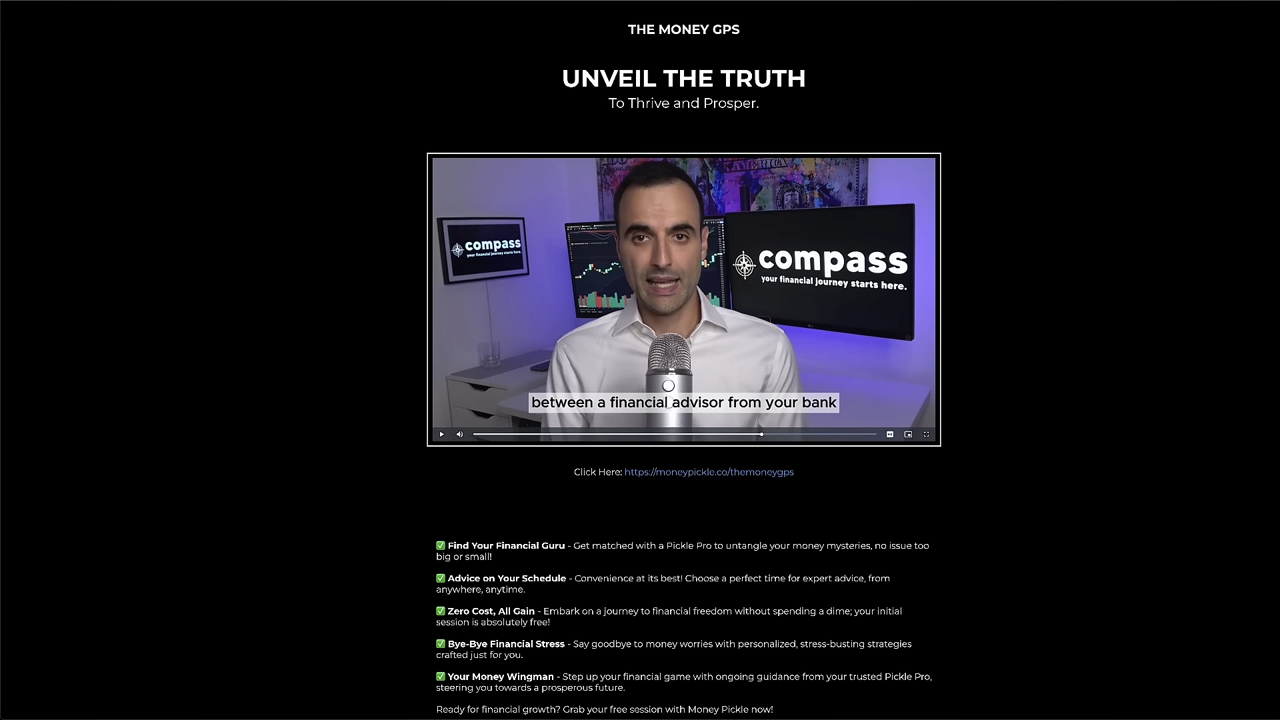 THE MONEY GPS
UNVEIL THE TRUTH
To Thrive and Prosper.
AMERICA
compass
your financial journey starts here.
compass
your financial journey starts here.
between a financial advisor from your bank
Click Here: https://moneypickle.co/themoneygps
✅ Find Your Financial Guru - Get matched with a Pickle Pro to untangle your money mysteries, no issue too
big or small!
✅ Advice on Your Schedule - Convenience at its best! Choose a perfect time for expert advice, from
anywhere, anytime.
✅ Zero Cost, All Gain - Embark on a journey to financial freedom without spending a dime; your initial
session is absolutely free!
✅ Bye-Bye Financial Stress - Say goodbye to money worries with personalized, stress-busting strategies
crafted just for you.
✅ Your Money Wingman - Step up your financial game with ongoing guidance from your trusted Pickle Pro,
steering you towards a prosperous future.
Ready for financial growth? Grab your free session with Money Pickle now!